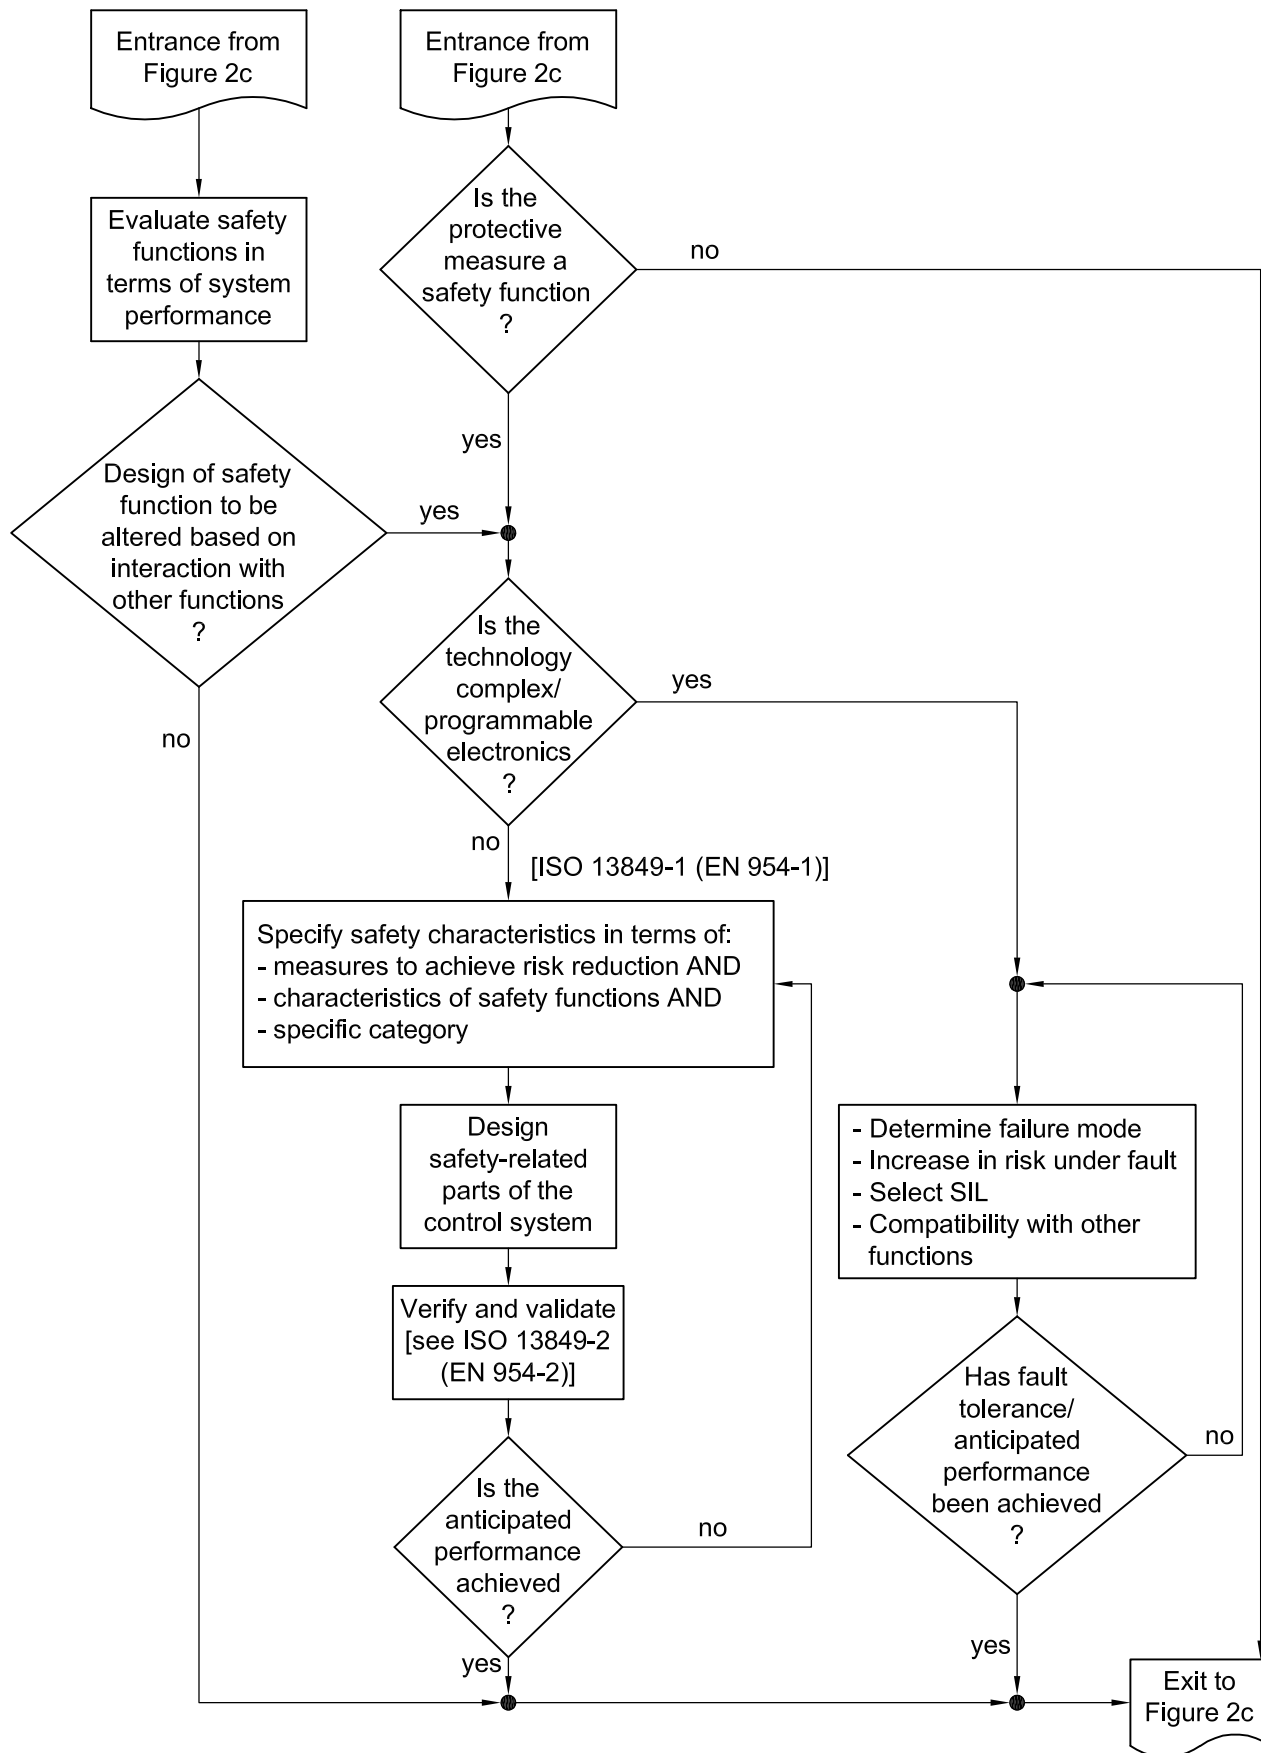 Entrance from
Figure 2c
Entrance from
Figure 2c
Evaluate safety
functions in
terms of system
performance
Is the
protective
measure a
safety function
?
no
yes
Design of safety
function to be
altered based on
interaction with
other functions
?
yes
no
Is the
technology
complex/
programmable
electronics
?
yes
no
[ISO 13849-1 (EN 954-1)]
Specify safety characteristics in terms of:
- measures to achieve risk reduction AND
- characteristics of safety functions AND
- specific category
Design
safety-related
parts of the
control system
- Determine failure mode
- Increase in risk under fault
- Select SIL
- Compatibility with other
functions
Verify and validate
[see ISO 13849-2
(EN 954-2)]
Has fault
tolerance/
anticipated
performance
been achieved
?
no
Is the
anticipated
performance
achieved
?
no
yes
yes
Exit to
Figure 2c